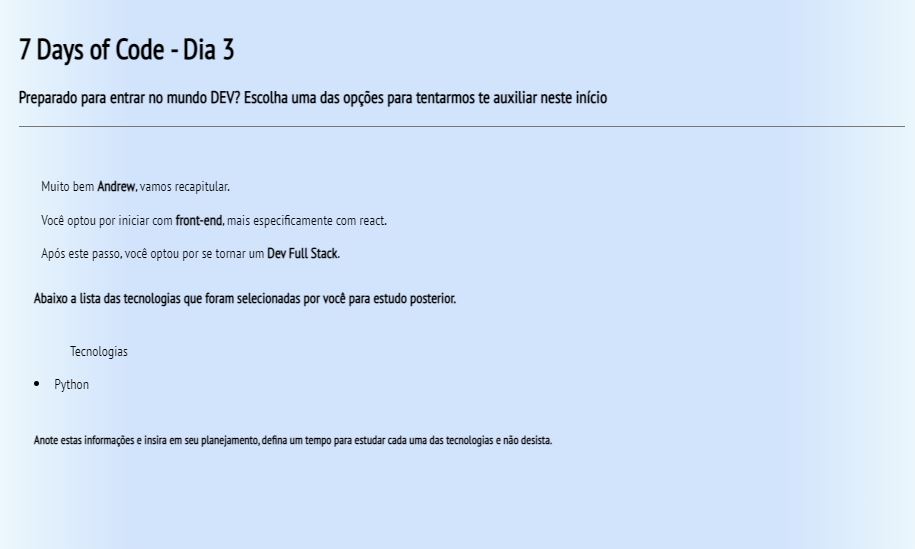 7 Days of Code - Dia 3
Preparado para entrar no mundo DEV? Escolha uma das opções para tentarmos te auxiliar neste início
Muito bem Andrew, vamos recapitular.
Você optou por iniciar com front-end, mais especificamente com react.
Após este passo, você optou por se tornar um Dev Full Stack.
Abaixo a lista das tecnologias que foram selecionadas por você para estudo posterior.
Tecnologias
• Python
Anote estas informações e insira em seu planejamento, defina um tempo para estudar cada uma das tecnologias e não desista.